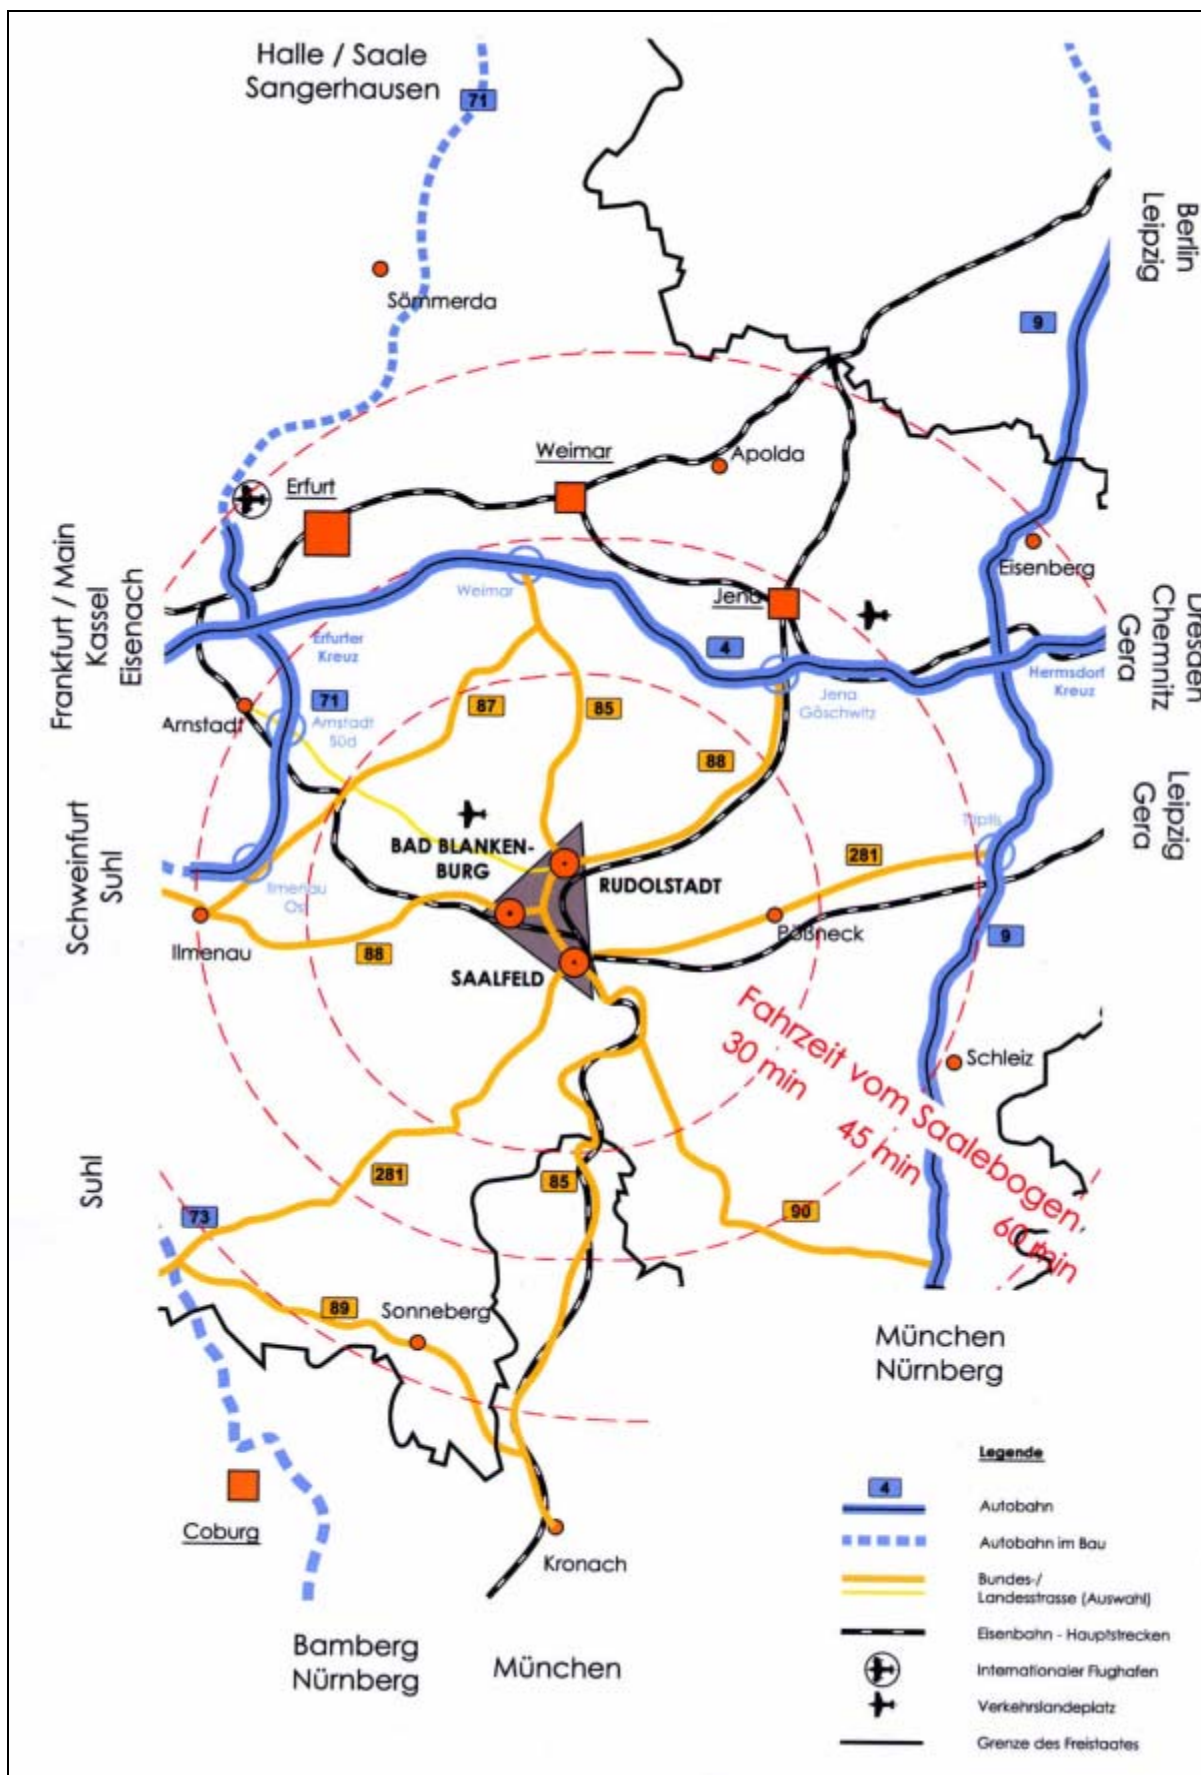 Halle / Saale
Sangerhausen
71
Berlin
Leipzig
Sömmerda
9
Weimar
Apolda
Erfurt
Eisenberg
Frankfurt / Main
Kassel
Eisenach
Weimar
Jena
Dresden
Chemnitz
Gera
Erfurter
Kreuz
4
Hermsdorf
Kreuz
71
Arnstadt
Süd
Arnstadt
87
85
Jena
Göschwitz
88
Leipzig
Gera
Schweinfurt
Suhl
BAD BLANKEN-
BURG
RUDOLSTADT
281
Triptis
Ilmenau
Ost
Ilmenau
88
SAALFELD
Pößneck
9
Fahrzeit vom Saalebogen
30 min
45 min
60 min
Schleiz
Suhl
281
85
90
73
89
Sonneberg
München
Nürnberg
Coburg
Kronach
Bamberg
Nürnberg
München
Legende
4
Autobahn
Autobahn im Bau
Bundes-/
Landesstrasse (Auswahl)
Eisenbahn - Hauptstrecken
Internationaler Flughafen
Verkehrslandeplatz
Grenze des Freistaates